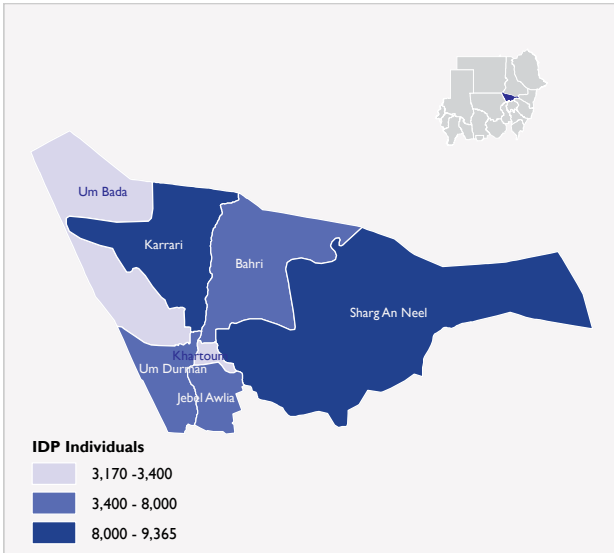 Um Bada
Karrari
Bahri
Sharg An Neel
Khartoum
Um Durman
Jebel Awlia
IDP Individuals
3,170 -3,400
3,400 - 8,000
8,000 - 9,365